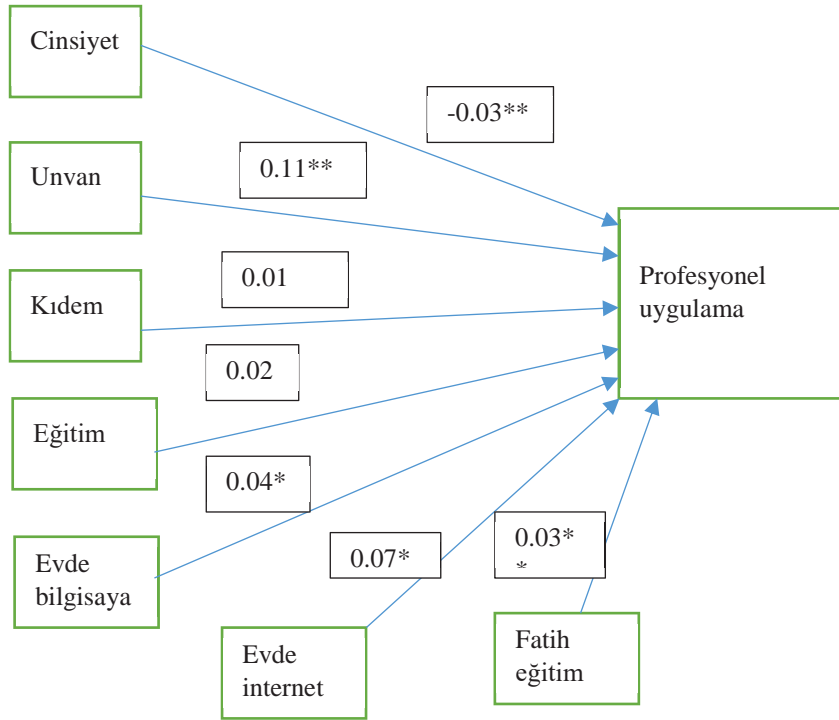 Cinsiyet
-0.03**
Unvan
0.11**
Kıdem
0.01
Profesyonel
uygulama
0.02
Eğitim
0.04*
Evde
bilgisaya
0.07*
0.03*
*
Evde
internet
Fatih
eğitim